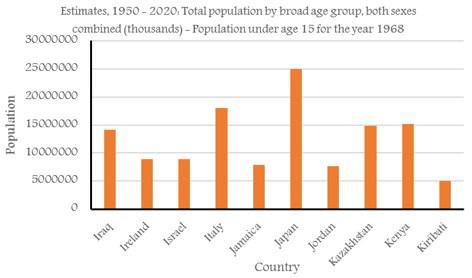 Estimates, 1950 - 2020: Total population by broad age group, both sexes
combined (thousands) - Population under age 15 for the year 1968
30000000
25000000
20000000
15000000
10000000
5000000
0
Population
Iraq
Ireland
Israel
Italy
Jamaica
Japan
Jordan
Kazakhstan
Kenya
Kiribati
Country